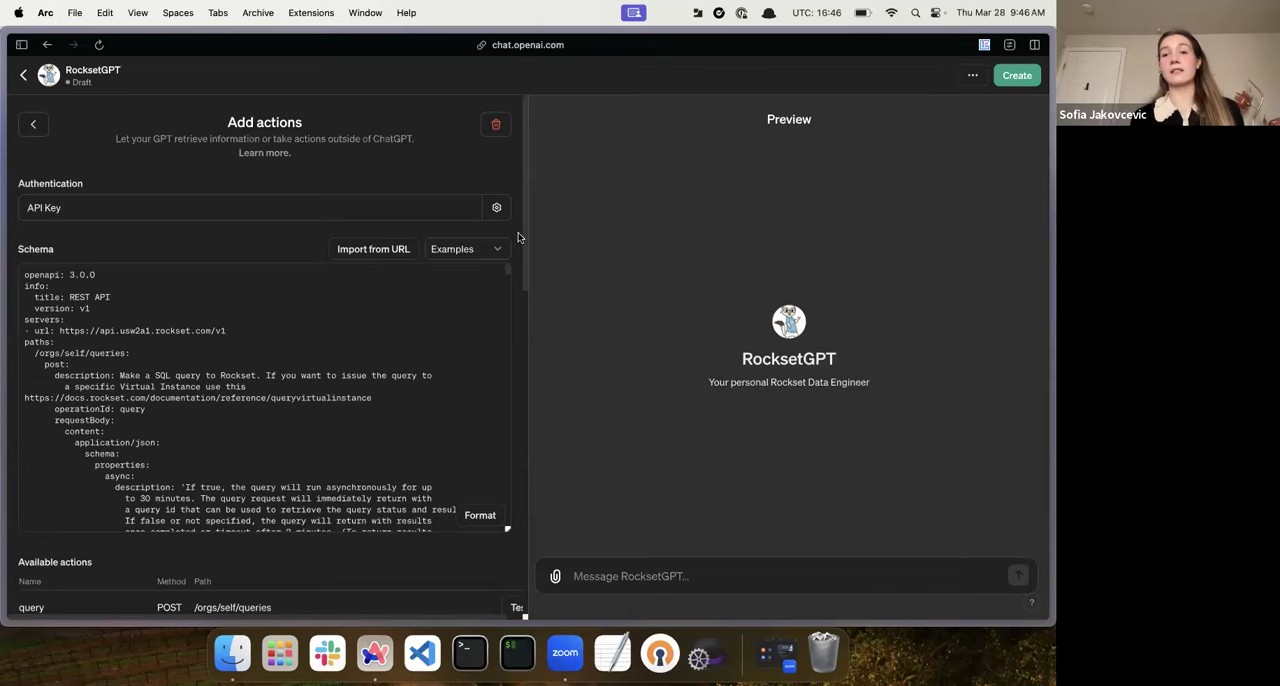 Arc File Edit View Spaces Tabs Archive Extensions Window Help UTC: 16:46 Thu Mar 28 9:46 AM
chat.openai.com
RocksetGPT
Draft
Create
Add actions
Let your GPT retrieve information or take actions outside of ChatGPT.
Learn more.
Authentication
API Key
Schema
Import from URL
Examples
openapi: 3.0.0
info:
title: REST API
version: v1
servers:
- url: https://api.usw2a1.rockset.com/v1
paths:
/orgs/self/queries:
post:
description: Make a SQL query to Rockset. If you want to issue the query to
a specific Virtual Instance use this
https://docs.rockset.com/documentation/reference/queryvirtualinstance
operationId: query
requestBody:
content:
application/json:
schema:
properties:
async:
description: 'If true, the query will run asynchronously for up
to 30 minutes. The query request will immediately return with
a query id that can be used to retrieve the query status and resul
If false or not specified, the query will return with results
Format
Available actions
Name Method Path
query POST /orgs/self/queries Te
Preview
RocksetGPT
Your personal Rockset Data Engineer
Message RocksetGPT...
?
Sofia Jakovcevic
zoom